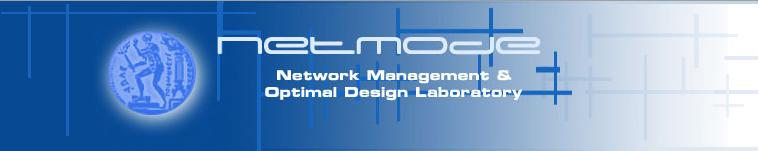 netmode
Network Management &
Optimal Design Laboratory